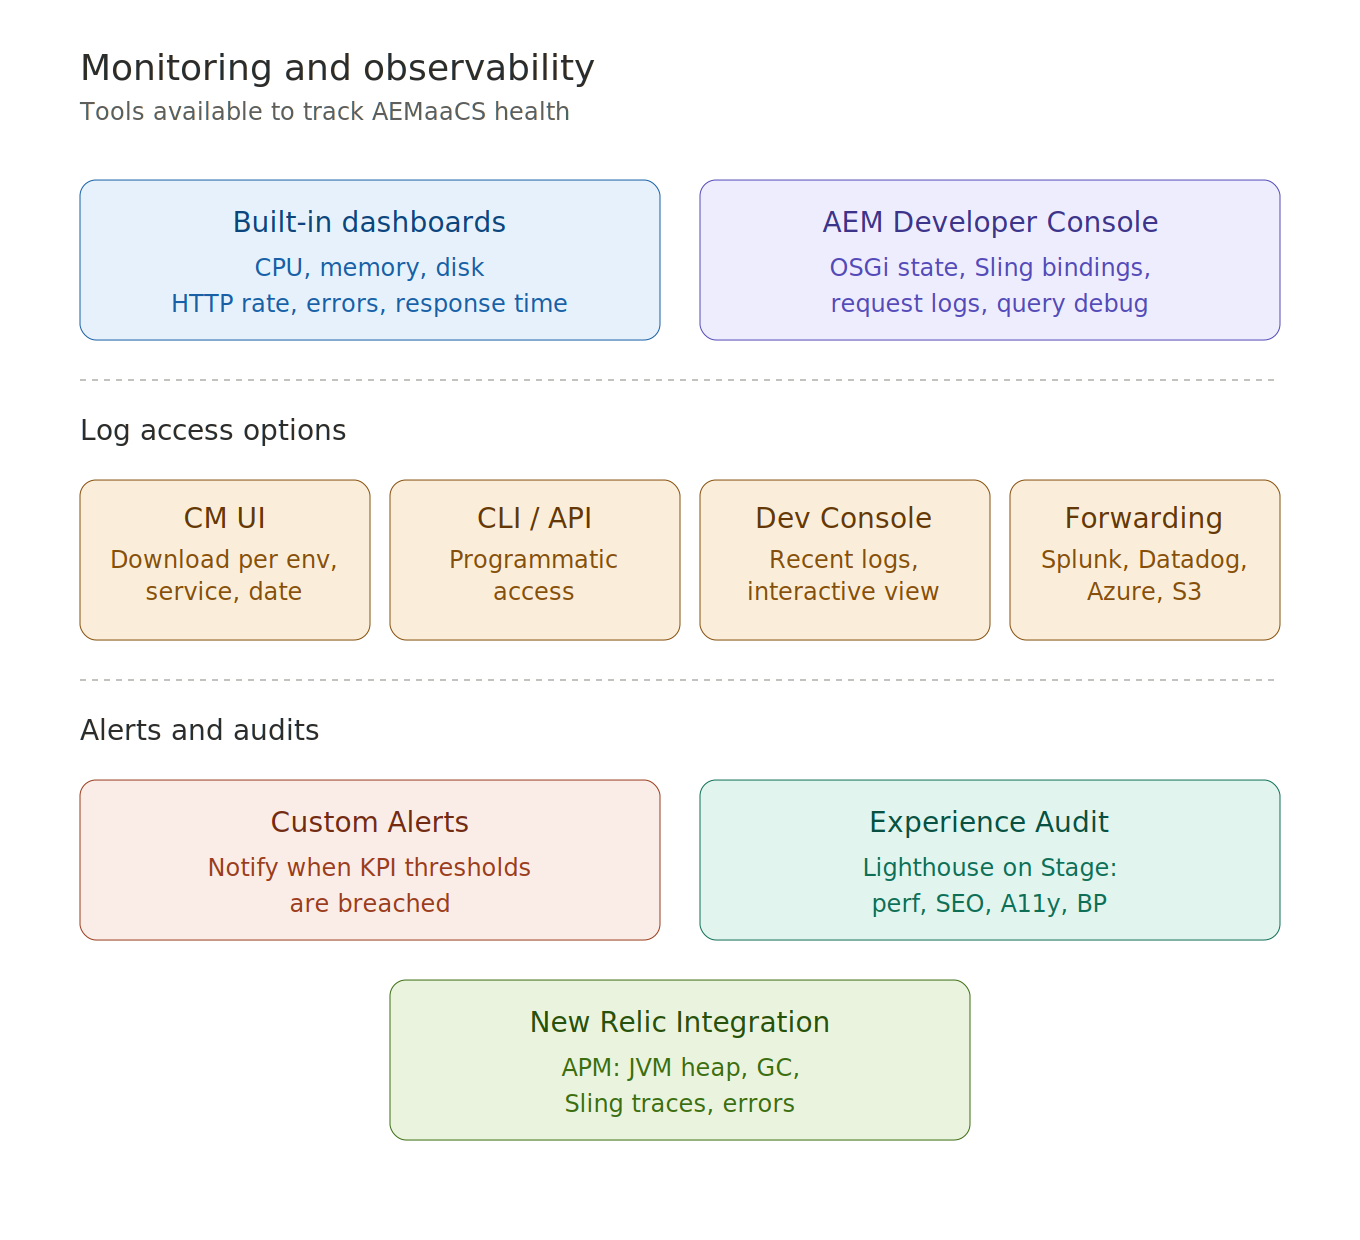 Monitoring and observability
Tools available to track AEMaaCS health
Built-in dashboards
CPU, memory, disk
HTTP rate, errors, response time
AEM Developer Console
OSGi state, Sling bindings,
request logs, query debug
Log access options
CM UI
Download per env,
service, date
CLI / API
Programmatic
access
Dev Console
Recent logs,
interactive view
Forwarding
Splunk, Datadog,
Azure, S3
Alerts and audits
Custom Alerts
Notify when KPI thresholds
are breached
Experience Audit
Lighthouse on Stage:
perf, SEO, A11y, BP
New Relic Integration
APM: JVM heap, GC,
Sling traces, errors